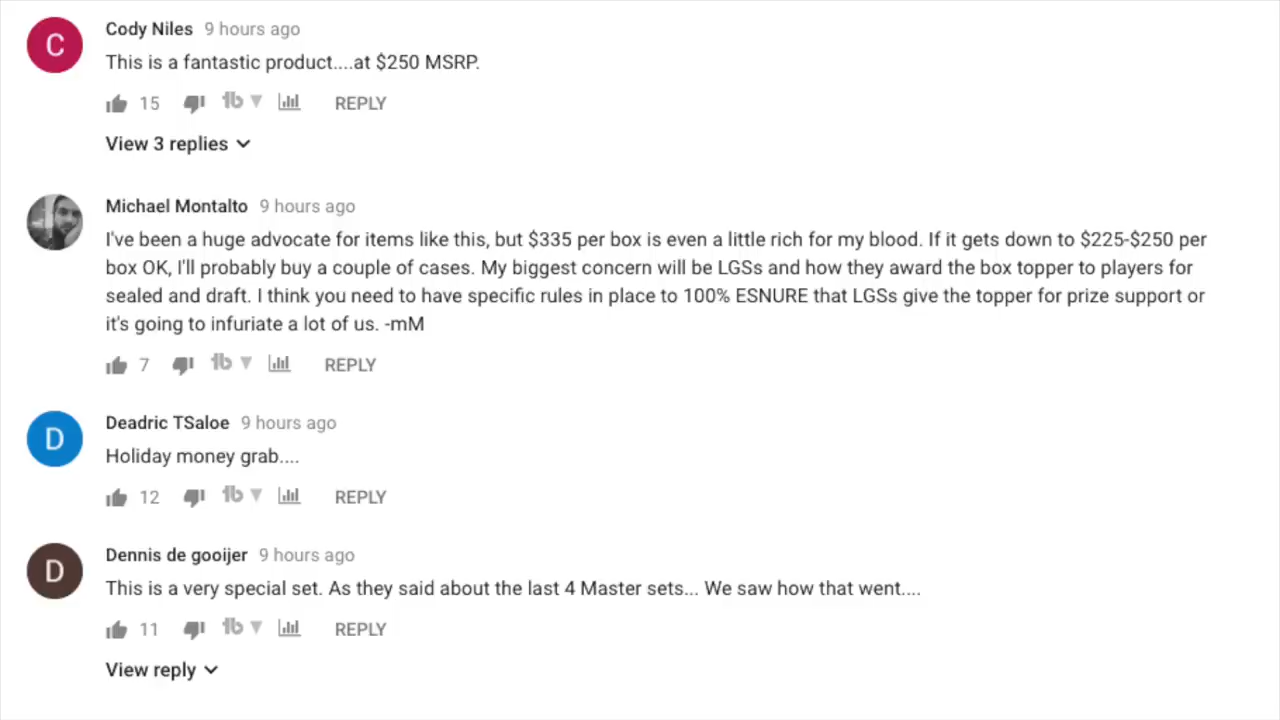 C
Cody Niles 9 hours ago
This is a fantastic product....at $250 MSRP.
15 REPLY
View 3 replies
Michael Montalto 9 hours ago
I've been a huge advocate for items like this, but $335 per box is even a little rich for my blood. If it gets down to $225-$250 per
box OK, I'll probably buy a couple of cases. My biggest concern will be LGSs and how they award the box topper to players for
sealed and draft. I think you need to have specific rules in place to 100% ESNURE that LGSs give the topper for prize support or
it's going to infuriate a lot of us. -mM
7 REPLY
D
Deadric TSaloe 9 hours ago
Holiday money grab....
12 REPLY
D
Dennis de gooijer 9 hours ago
This is a very special set. As they said about the last 4 Master sets... We saw how that went....
11 REPLY
View reply